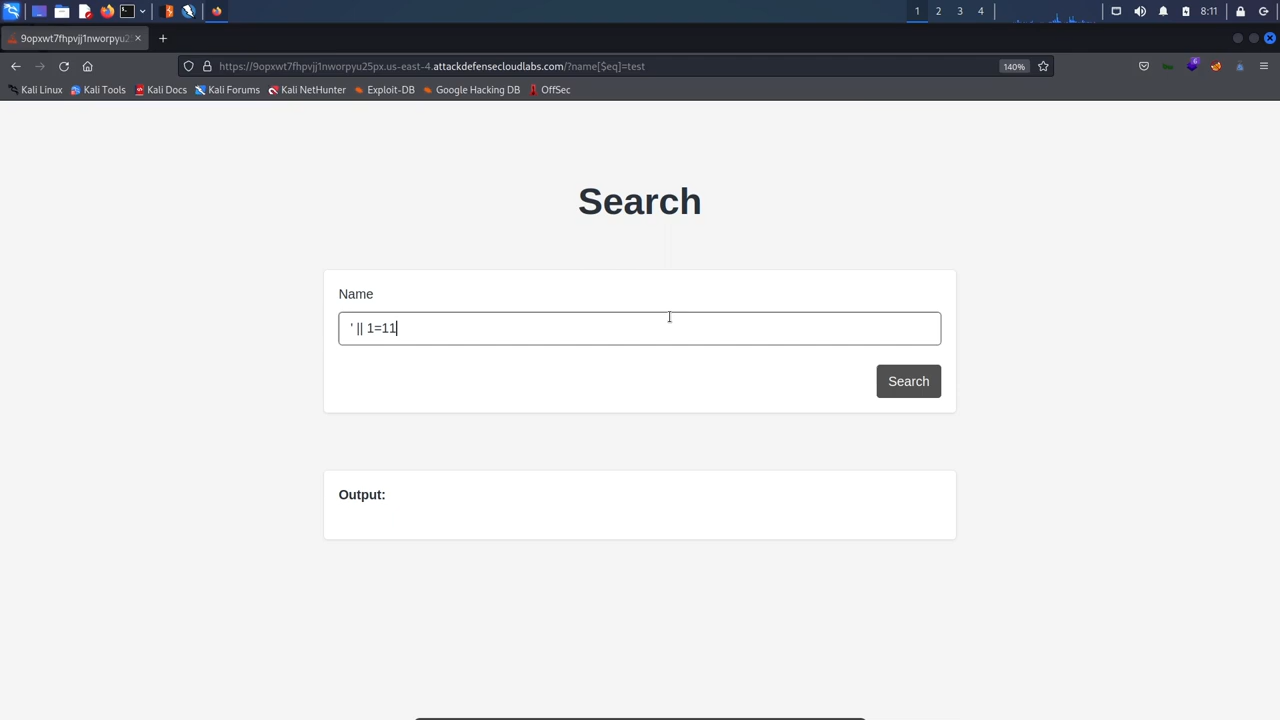 1 2 3 4 8:11
9opxwt7fhpvjj1nworpyu2
https://9opxwt7fhpvjj1nworpyu25px.us-east-4.attackdefensecloudlabs.com/?name[$eq]=test 140% 6
Kali Linux Kali Tools Kali Docs Kali Forums Kali NetHunter Exploit-DB Google Hacking DB OffSec
Search
Name
' || 1=11
Search
Output: